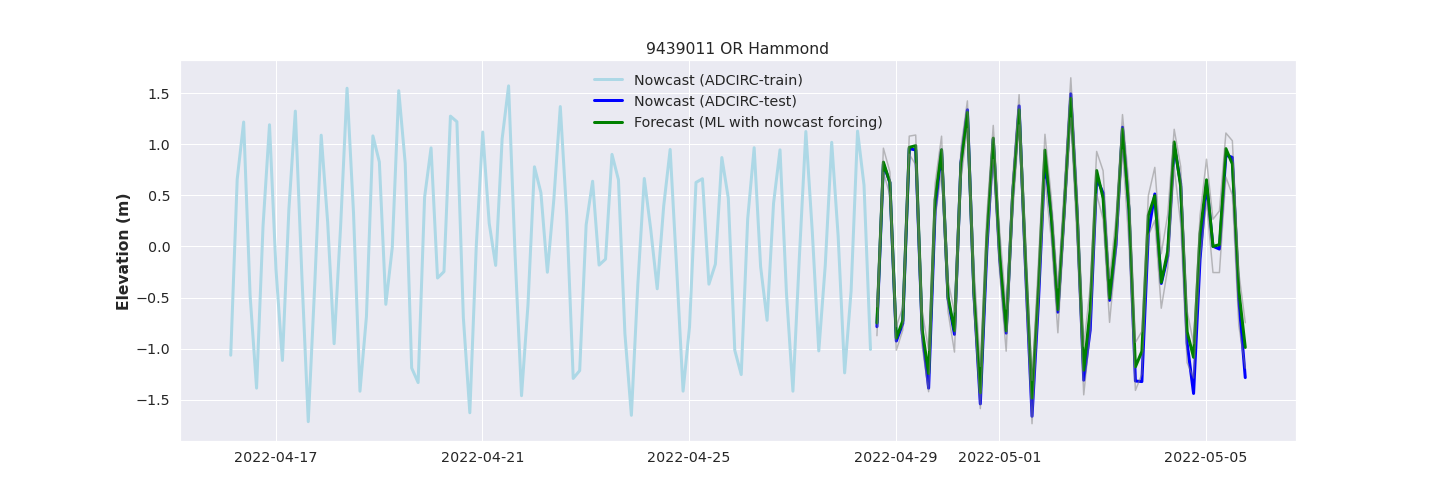 9439011 OR Hammond
Nowcast (ADCIRC-train)
Nowcast (ADCIRC-test)
Forecast (ML with nowcast forcing)
Elevation (m)
1.5
1.0
0.5
0.0
−0.5
−1.0
−1.5
2022-04-17
2022-04-21
2022-04-25
2022-04-29
2022-05-01
2022-05-05